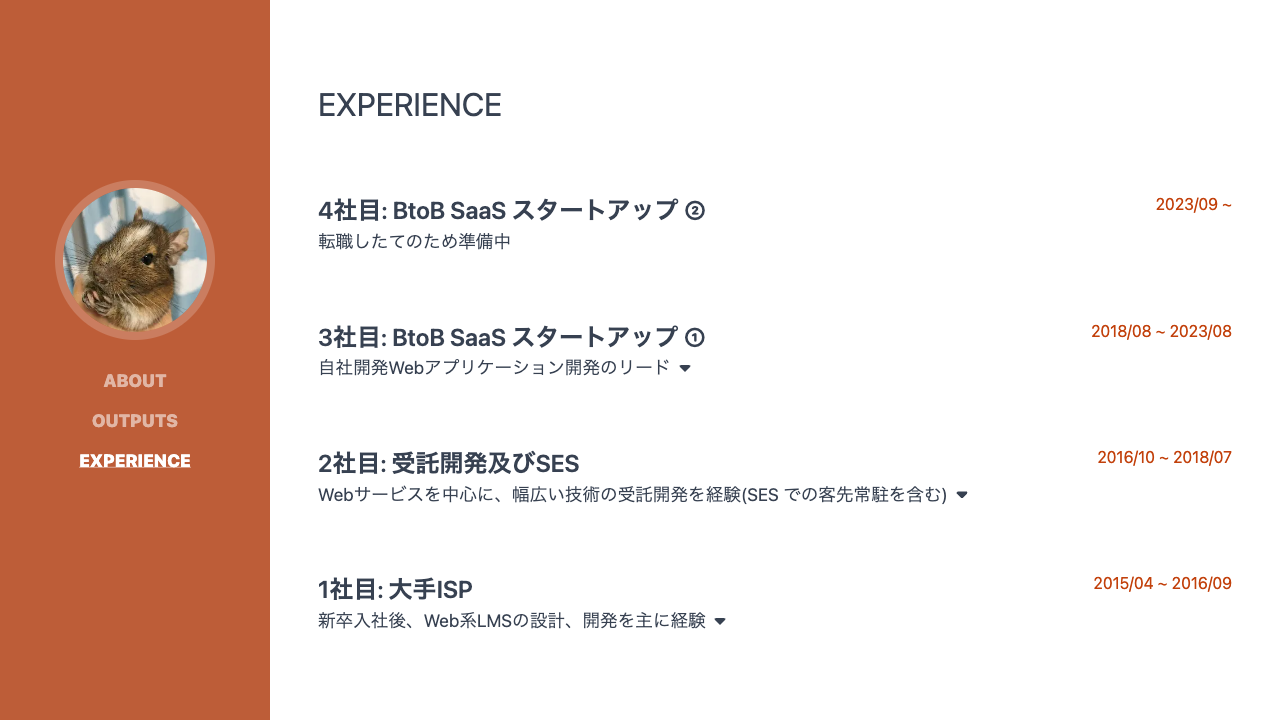 ABOUT
OUTPUTS
EXPERIENCE
EXPERIENCE
4社目: BtoB SaaS スタートアップ ②
2023/09 ~
転職したてのため準備中
3社目: BtoB SaaS スタートアップ ①
2018/08 ~ 2023/08
自社開発Webアプリケーション開発のリード
2社目: 受託開発及びSES
2016/10 ~ 2018/07
Webサービスを中心に、幅広い技術の受託開発を経験(SES での客先常駐を含む)
1社目: 大手ISP
2015/04 ~ 2016/09
新卒入社後、Web系LMSの設計、開発を主に経験